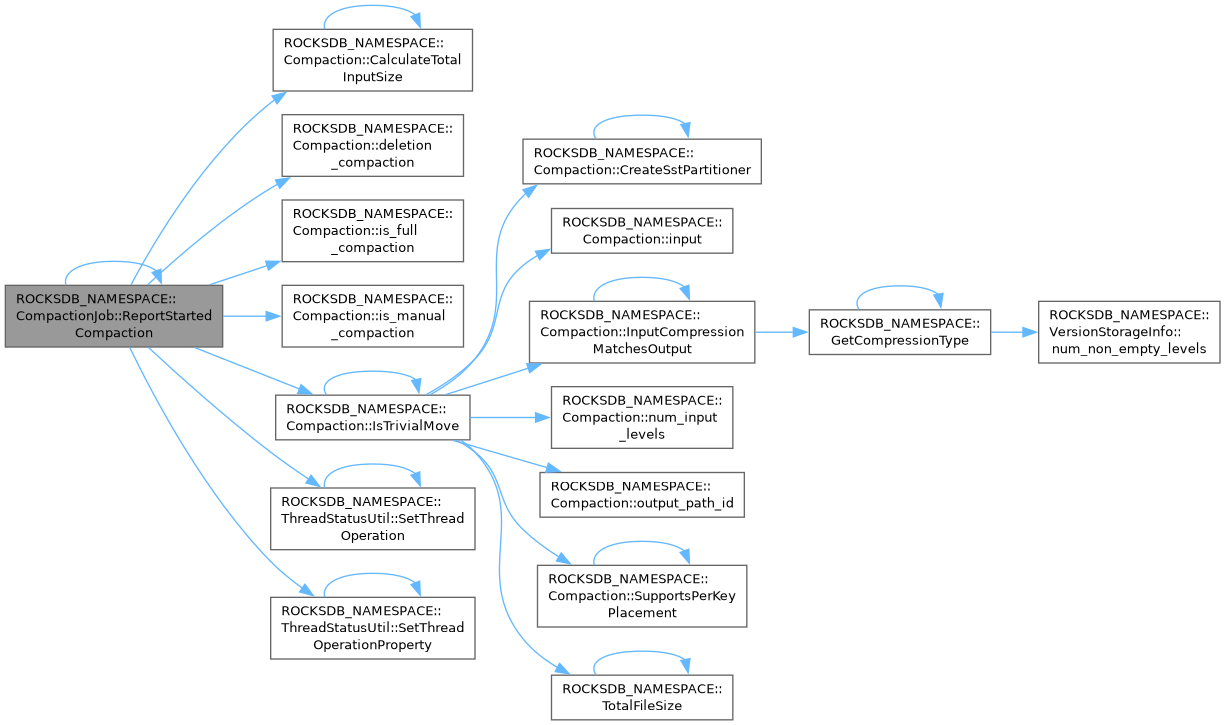 ROCKSDB_NAMESPACE::
CompactionJob::ReportStarted
Compaction
ROCKSDB_NAMESPACE::
Compaction::CalculateTotal
InputSize
ROCKSDB_NAMESPACE::
Compaction::deletion
_compaction
ROCKSDB_NAMESPACE::
Compaction::is_full
_compaction
ROCKSDB_NAMESPACE::
Compaction::is_manual
_compaction
ROCKSDB_NAMESPACE::
Compaction::IsTrivialMove
ROCKSDB_NAMESPACE::
ThreadStatusUtil::SetThread
Operation
ROCKSDB_NAMESPACE::
ThreadStatusUtil::SetThread
OperationProperty
ROCKSDB_NAMESPACE::
Compaction::CreateSstPartitioner
ROCKSDB_NAMESPACE::
Compaction::input
ROCKSDB_NAMESPACE::
Compaction::InputCompression
MatchesOutput
ROCKSDB_NAMESPACE::
Compaction::num_input
_levels
ROCKSDB_NAMESPACE::
Compaction::output_path_id
ROCKSDB_NAMESPACE::
Compaction::SupportsPerKey
Placement
ROCKSDB_NAMESPACE::
TotalFileSize
ROCKSDB_NAMESPACE::
GetCompressionType
ROCKSDB_NAMESPACE::
VersionStorageInfo::
num_non_empty_levels